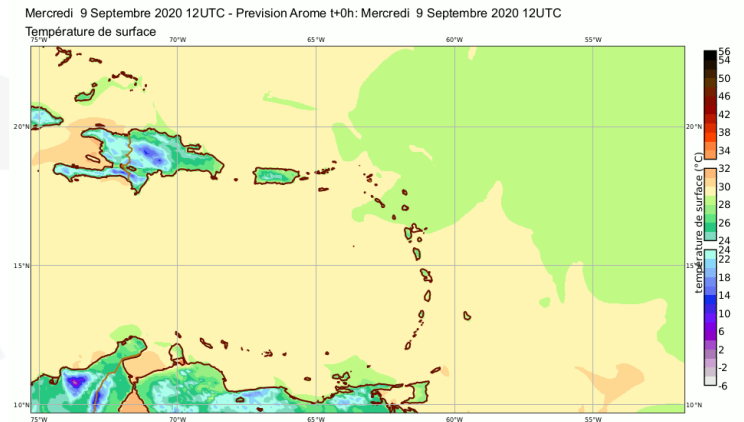 Mercredi 9 Septembre 2020 12UTC - Prevision Arome t+0h: Mercredi 9 Septembre 2020 12UTC
Température de surface
75°W 70°W 65°W 60°W 55°W
20°N 20°N
15°N 15°N
10°N 10°N
75°W 70°W 65°W 60°W 55°W
56
54
50
46
42
38
34
32
30
28
26
24
24
22
18
14
10
6
2
-2
-6
température de surface (°C)